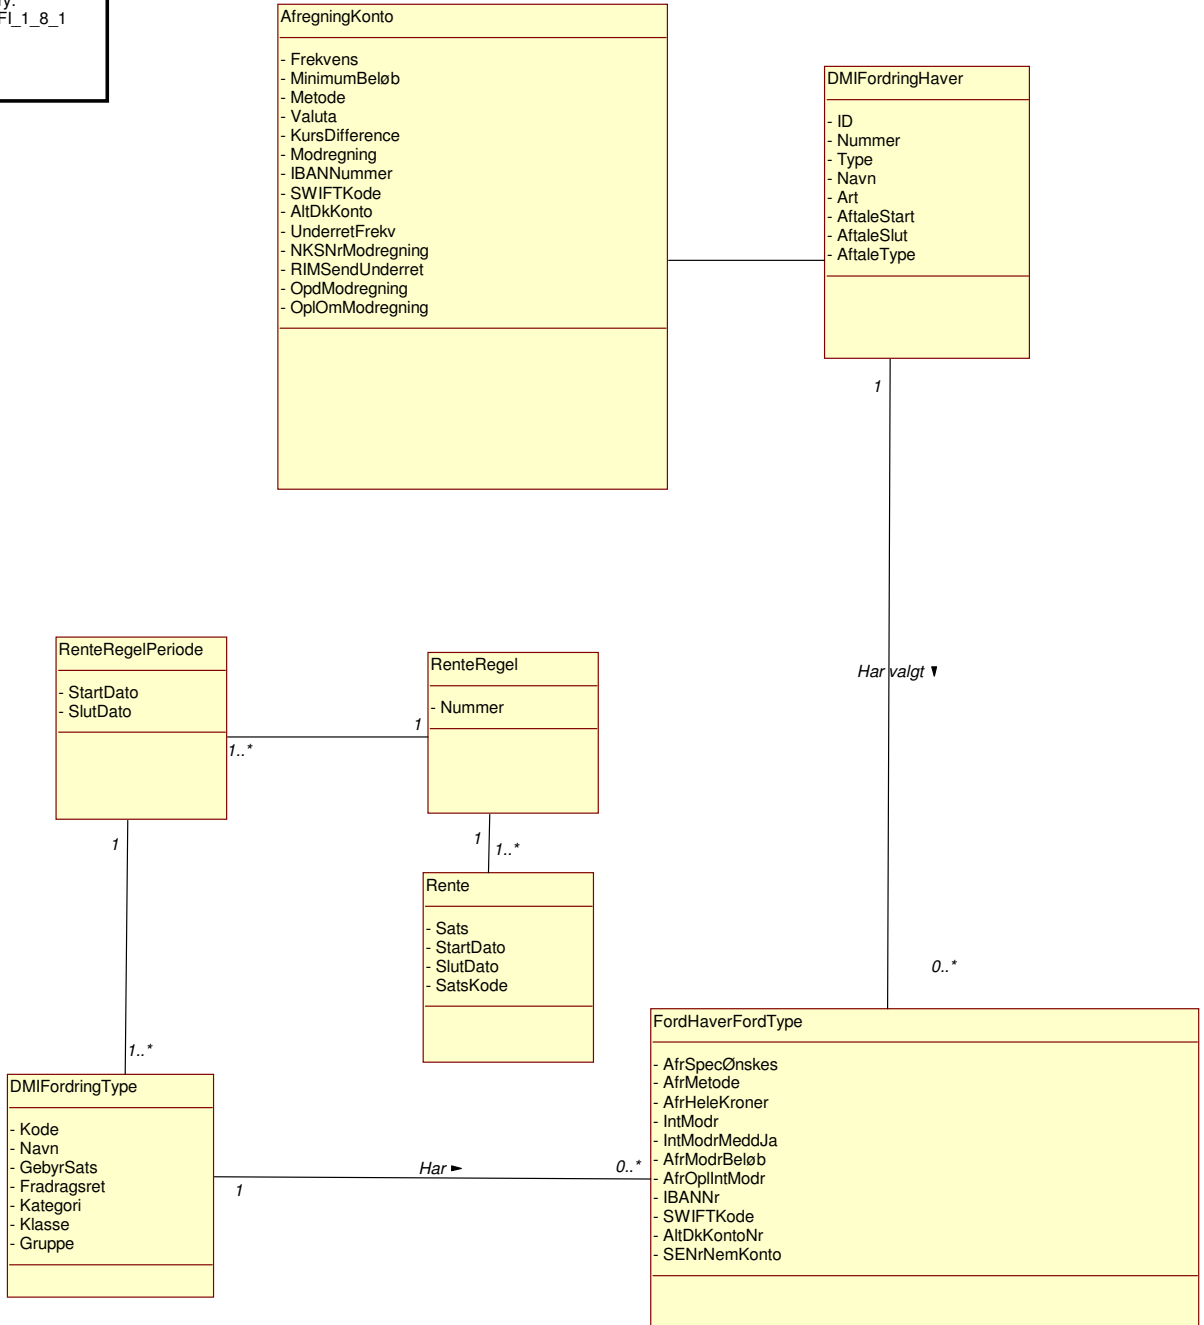 FI_1_8_1
AfregningKonto
- Frekvens
- MinimumBeløb
- Metode
- Valuta
- KursDifference
- Modregning
- IBANNummer
- SWIFTKode
- AltDkKonto
- UnderretFrekv
- NKSNrModregning
- RIMSendUnderret
- OpdModregning
- OplOmModregning
DMIFordringHaver
- ID
- Nummer
- Type
- Navn
- Art
- AftaleStart
- AftaleSlut
- AftaleType
1
Har valgt
0..*
RenteRegelPeriode
- StartDato
- SlutDato
1..*
1
RenteRegel
- Nummer
1
1..*
Rente
- Sats
- StartDato
- SlutDato
- SatsKode
1
1..*
DMIFordringType
- Kode
- Navn
- GebyrSats
- Fradragsret
- Kategori
- Klasse
- Gruppe
1
Har
0..*
FordHaverFordType
- AfrSpecØnskes
- AfrMetode
- AfrHeleKroner
- IntModr
- IntModrMeddJa
- AfrModrBeløb
- AfrOplIntModr
- IBANNr
- SWIFTKode
- AltDkKontoNr
- SENrNemKonto